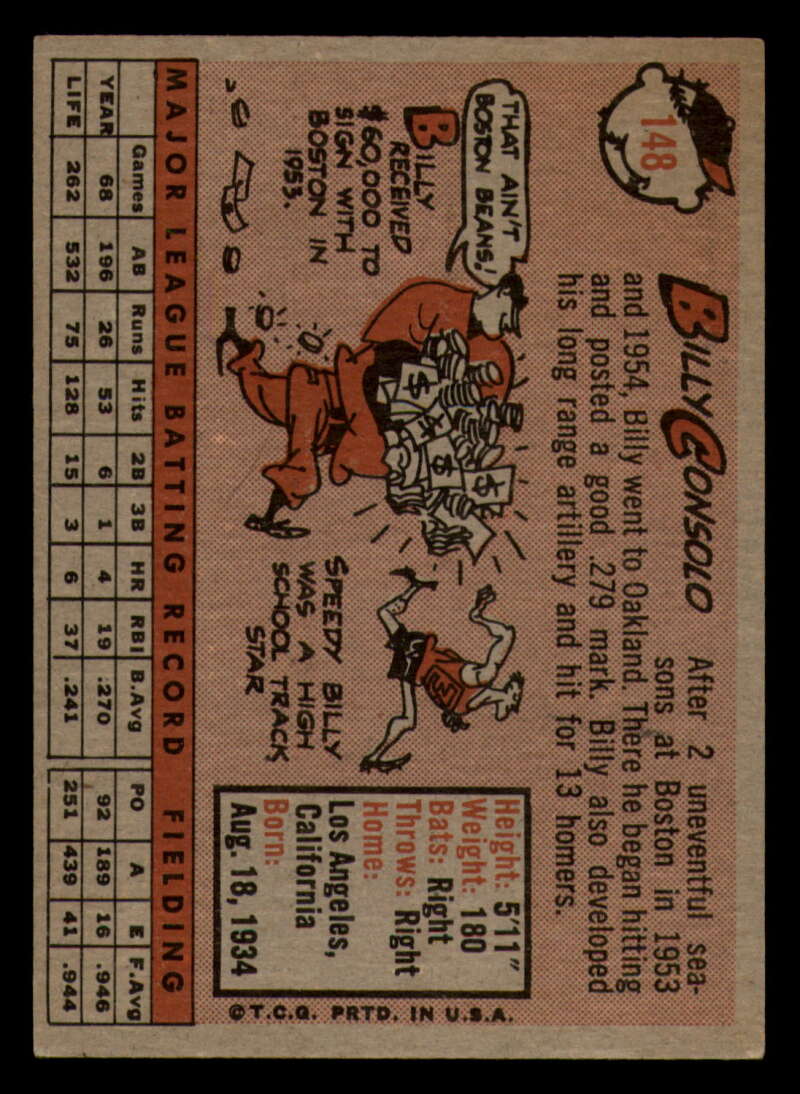 148
BILLY CONSOLO
After 2 uneventful sea-
sons at Boston in 1953
and 1954, Billy went to Oakland. There he began hitting
and posted a good .279 mark. Billy also developed
his long range artillery and hit for 13 homers.
THAT AIN'T
BOSTON BEANS!
BILLY
RECEIVED
$60,000 TO
SIGN WITH
BOSTON IN
1953.
$ $ $ $
SPEEDY BILLY
WAS A HIGH
SCHOOL TRACK
STAR
Height: 5'11"
Weight: 180
Bats: Right
Throws: Right
Home:
Los Angeles,
California
Born:
Aug. 18, 1934
©T.C.G. PRTD. IN U.S.A.
MAJOR LEAGUE BATTING RECORD FIELDING
Games AB Runs Hits 2B 3B HR RBI B.Avg PO A E F.Avg
YEAR 68 196 26 53 6 1 4 19 .270 92 189 16 .946
LIFE 262 532 75 128 15 3 6 37 .241 251 439 41 .944